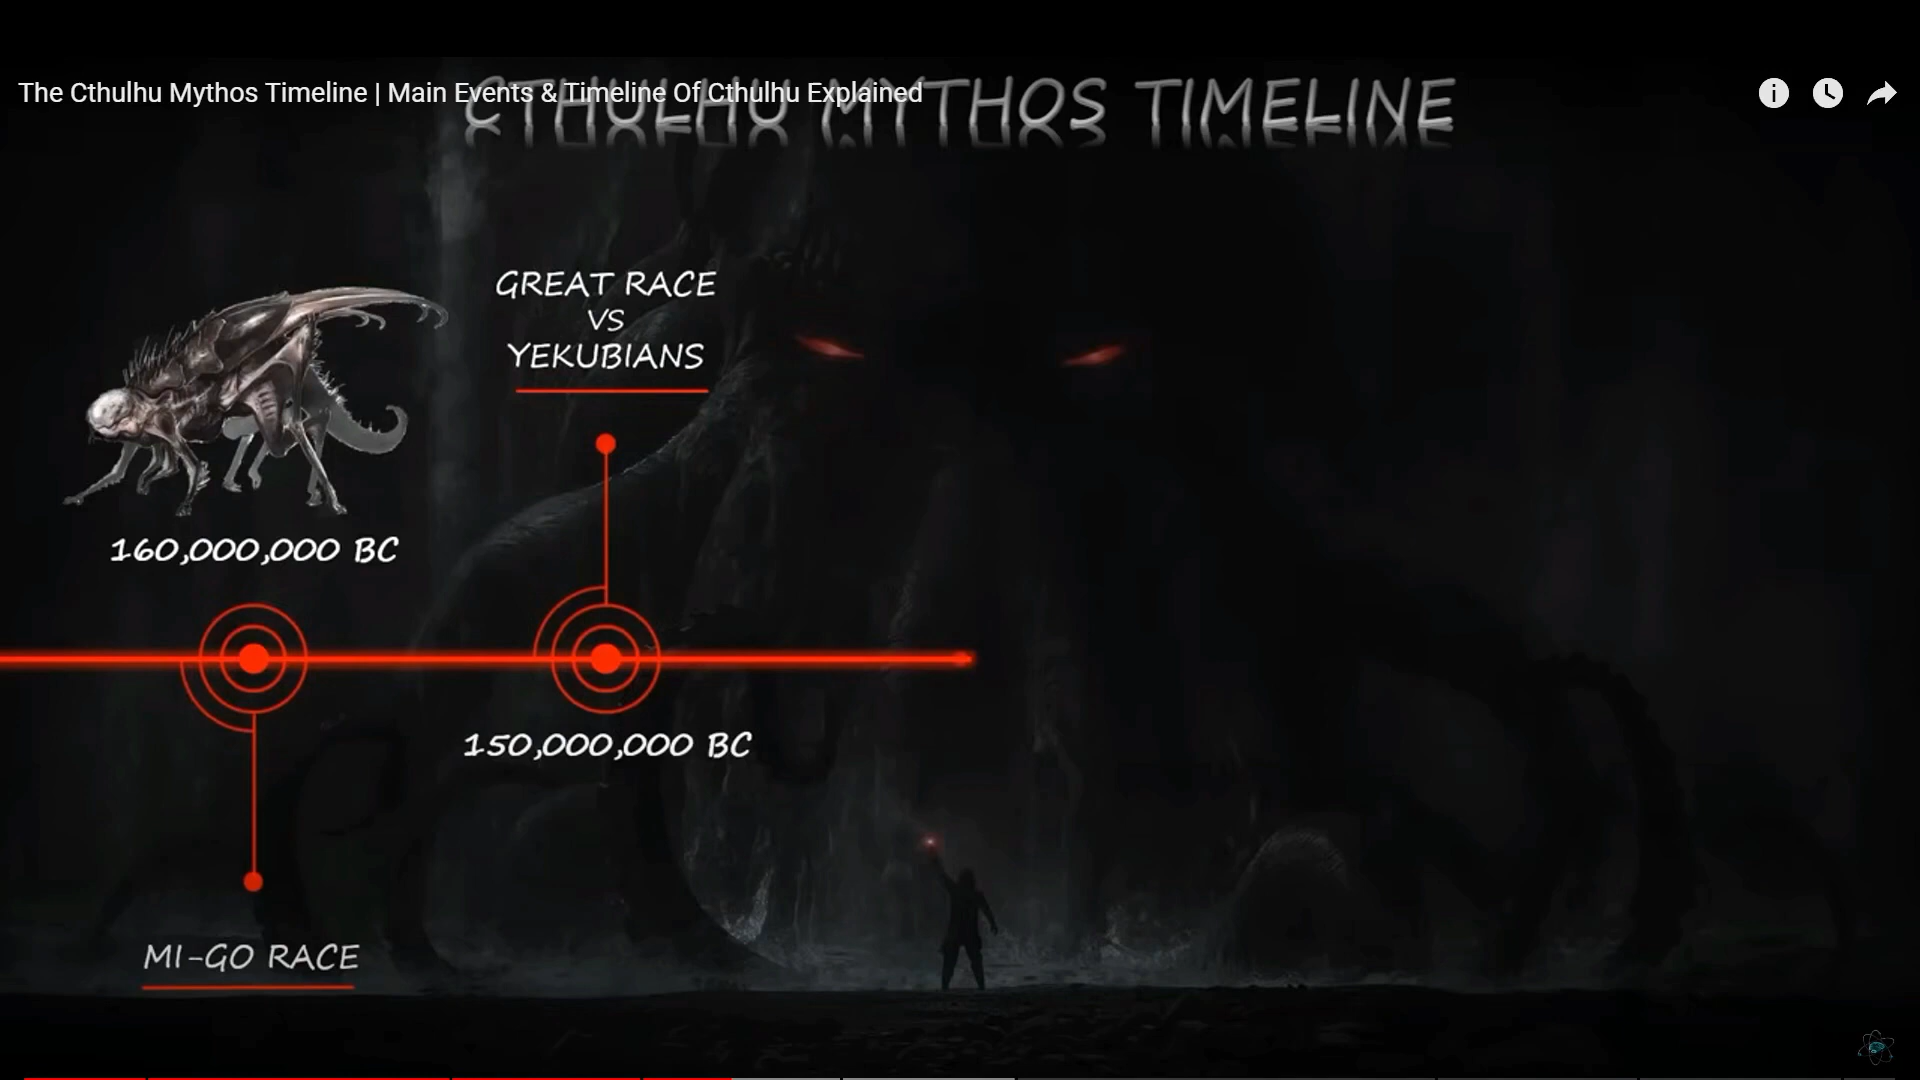 The Cthulhu Mythos Timeline | Main Events & Timeline Of Cthulhu Explained
CTHULHU MYTHOS TIMELINE
GREAT RACE
VS
YEKUBIANS
160,000,000 BC
150,000,000 BC
MI-GO RACE